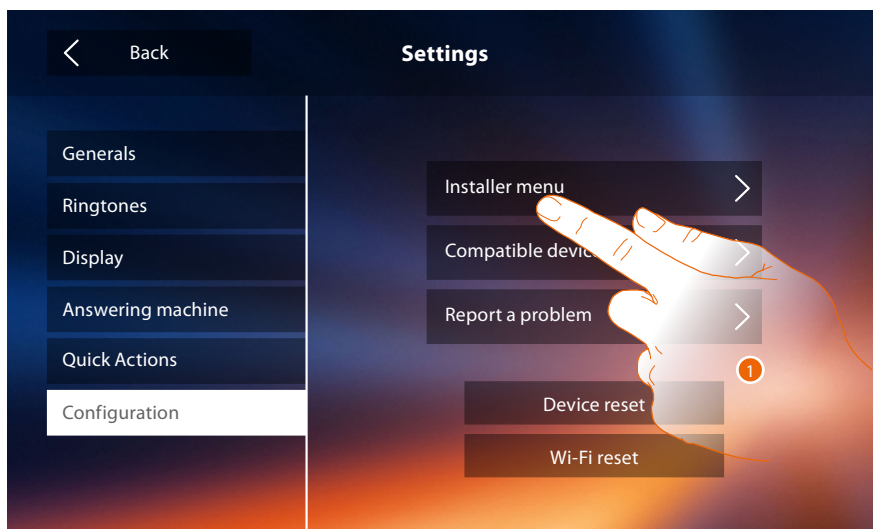 Back
Settings
Generals
Ringtones
Display
Answering machine
Quick Actions
Configuration
Installer menu
Compatible
Report a problem
Device reset
Wi-Fi reset
1